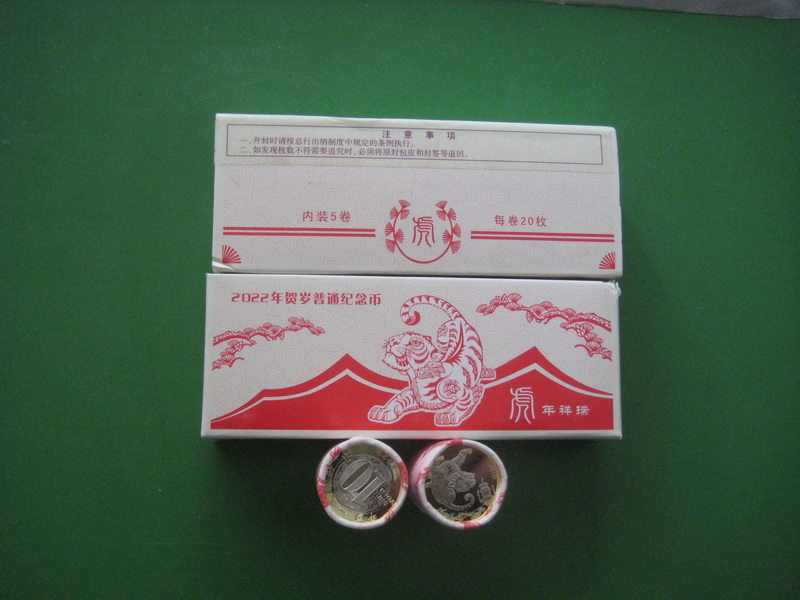 注意事项
一、开封时请按总行出纳制度中规定的条例执行。
二、如发现枚数不符需要追究时，必须将原封包皮和封签等退回。
内装5卷
虎
每卷20枚
2022年贺岁普通纪念币
虎年祥瑞
10